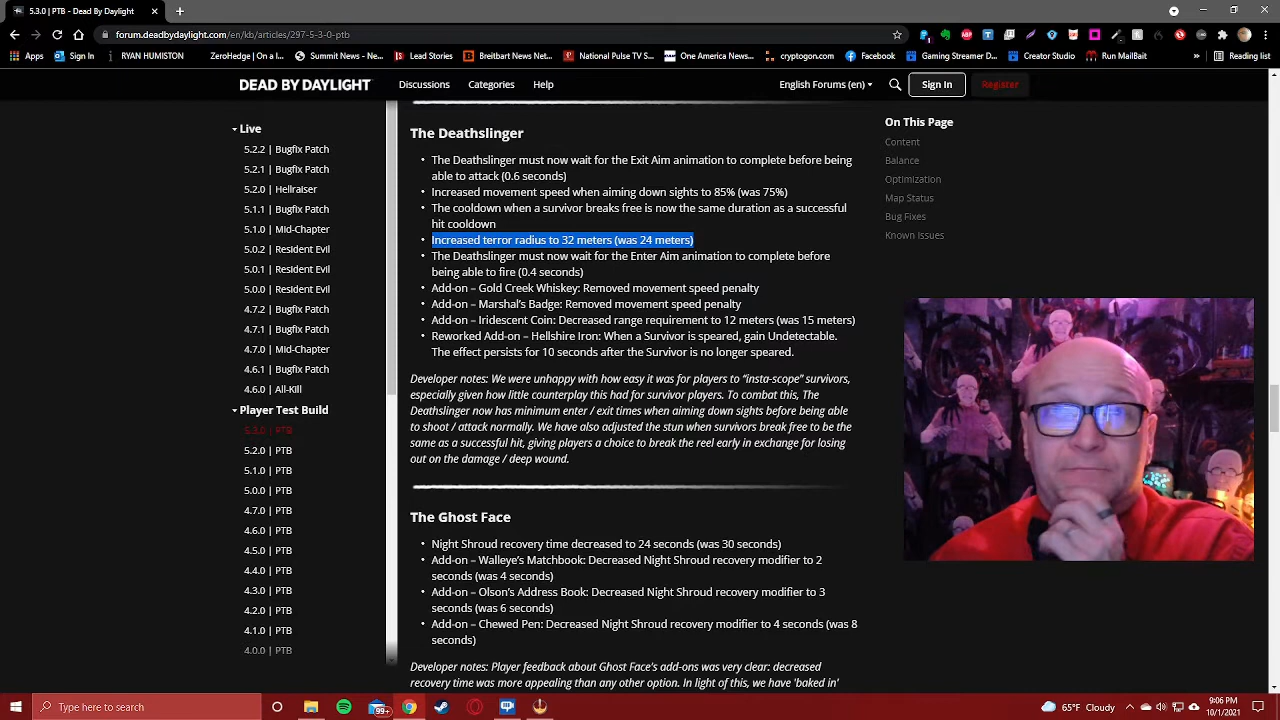 5.3.0 | PTB - Dead By Daylight
forum.deadbydaylight.com/en/kb/articles/297-5-3-0-ptb
Apps
Sign In
RYAN HUMISTON
ZeroHedge | On a l...
Summit News - Ne...
Lead Stories
Breitbart News Net...
National Pulse TV S...
One America News...
cryptogon.com
Facebook
Gaming
YouTube
Creator Studio
Run MailBait
»
Reading list
DEAD BY DAYLIGHT
Discussions
Categories
Help
English Forums (en)
Sign In
Register
Live
5.2.2 | Bugfix Patch
5.2.1 | Bugfix Patch
5.2.0 | Hellraiser
5.1.1 | Bugfix Patch
5.1.0 | Mid-Chapter
5.0.2 | Resident Evil
5.0.1 | Resident Evil
5.0.0 | Resident Evil
4.7.2 | Bugfix Patch
4.7.1 | Bugfix Patch
4.7.0 | Mid-Chapter
4.6.1 | Bugfix Patch
4.6.0 | All-Kill
Player Test Build
5.3.0 | PTB
5.2.0 | PTB
5.1.0 | PTB
5.0.0 | PTB
4.7.0 | PTB
4.6.0 | PTB
4.5.0 | PTB
4.4.0 | PTB
4.3.0 | PTB
4.2.0 | PTB
4.1.0 | PTB
4.0.0 | PTB
The Deathslinger
• The Deathslinger must now wait for the Exit Aim animation to complete before being
able to attack (0.6 seconds)
• Increased movement speed when aiming down sights to 85% (was 75%)
• The cooldown when a survivor breaks free is now the same duration as a successful
hit cooldown
• Increased terror radius to 32 meters (was 24 meters)
• The Deathslinger must now wait for the Enter Aim animation to complete before
being able to fire (0.4 seconds)
• Add-on – Gold Creek Whiskey: Removed movement speed penalty
• Add-on – Marshal's Badge: Removed movement speed penalty
• Add-on – Iridescent Coin: Decreased range requirement to 12 meters (was 15 meters)
• Reworked Add-on – Hellshire Iron: When a Survivor is speared, gain Undetectable.
The effect persists for 10 seconds after the Survivor is no longer speared.
Developer notes: We were unhappy with how easy it was for players to “insta-scope” survivors,
especially given how little counterplay this had for survivor players. To combat this, The
Deathslinger now has minimum enter / exit times when aiming down sights before being able
to shoot / attack normally. We have also adjusted the stun when survivors break free to be the
same as a successful hit, giving players a choice to break the reel early in exchange for losing
out on the damage / deep wound.
The Ghost Face
• Night Shroud recovery time decreased to 24 seconds (was 30 seconds)
• Add-on – Walleye's Matchbook: Decreased Night Shroud recovery modifier to 2
seconds (was 4 seconds)
• Add-on – Olson's Address Book: Decreased Night Shroud recovery modifier to 3
seconds (was 6 seconds)
• Add-on – Chewed Pen: Decreased Night Shroud recovery modifier to 4 seconds (was 8
seconds)
Developer notes: Player feedback about Ghost Face's add-ons was very clear: decreased
recovery time was more appealing than any other option. In light of this, we have 'baked in'
On This Page
Content
Balance
Optimization
Map Status
Bug Fixes
Known Issues
Type here to search
99+
65°F Cloudy
9:06 PM
10/1/2021